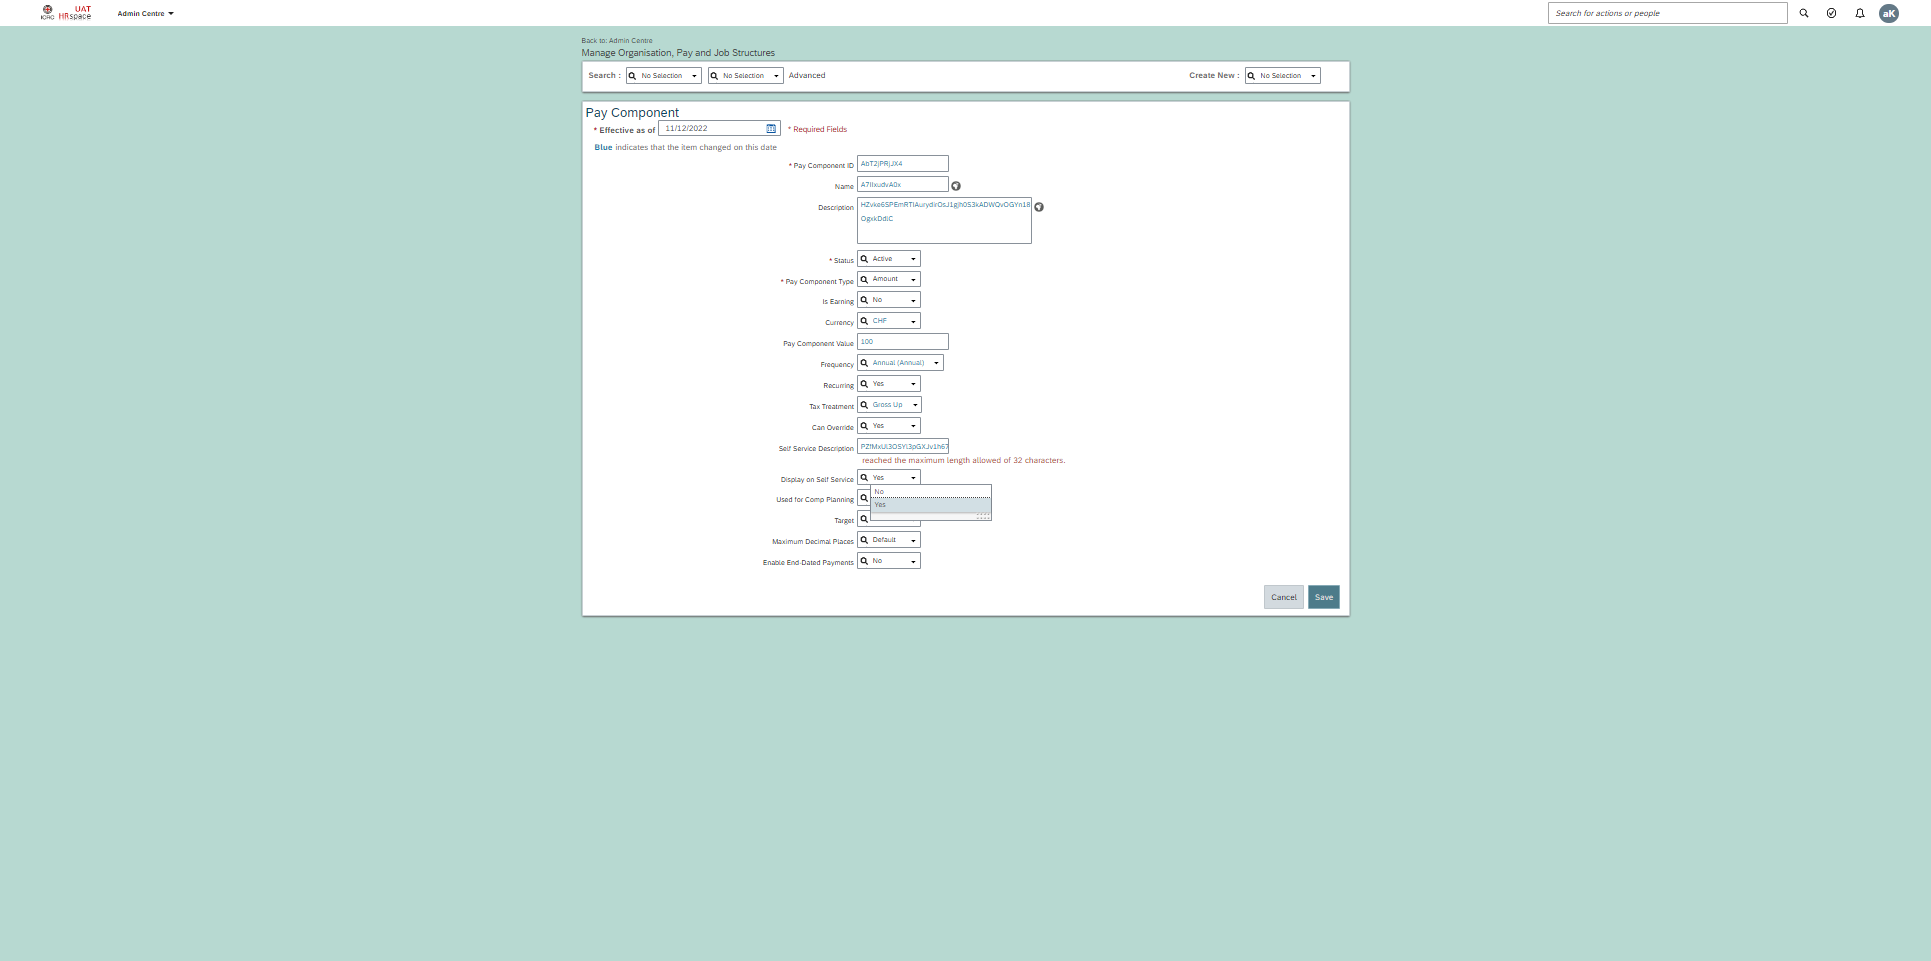 UAT
ICRC HRspace
Admin Centre
Search for actions or people
aK
Back to: Admin Centre
Manage Organisation, Pay and Job Structures
Search : No Selection No Selection Advanced
Create New : No Selection
Pay Component
* Effective as of 11/12/2022 * Required Fields
Blue indicates that the item changed on this date
* Pay Component ID AbT2jPRjJX4
Name
Description
OgxkDdlC
* Status Active
* Pay Component Type Amount
Is Earning No
Currency CHF
Pay Component Value 100
Frequency Annual (Annual)
Recurring Yes
Tax Treatment Gross Up
Can Override Yes
Self Service Description
reached the maximum length allowed of 32 characters.
Display on Self Service Yes
No
Used for Comp Planning
Yes
Target
Maximum Decimal Places Default
Enable End-Dated Payments No
Cancel Save